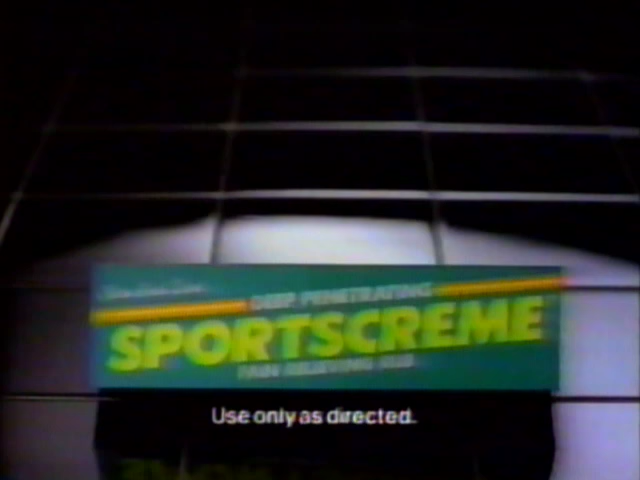 DEEP PENETRATING
SPORTSCREME
PAIN RELIEVING RUB
Use only as directed.